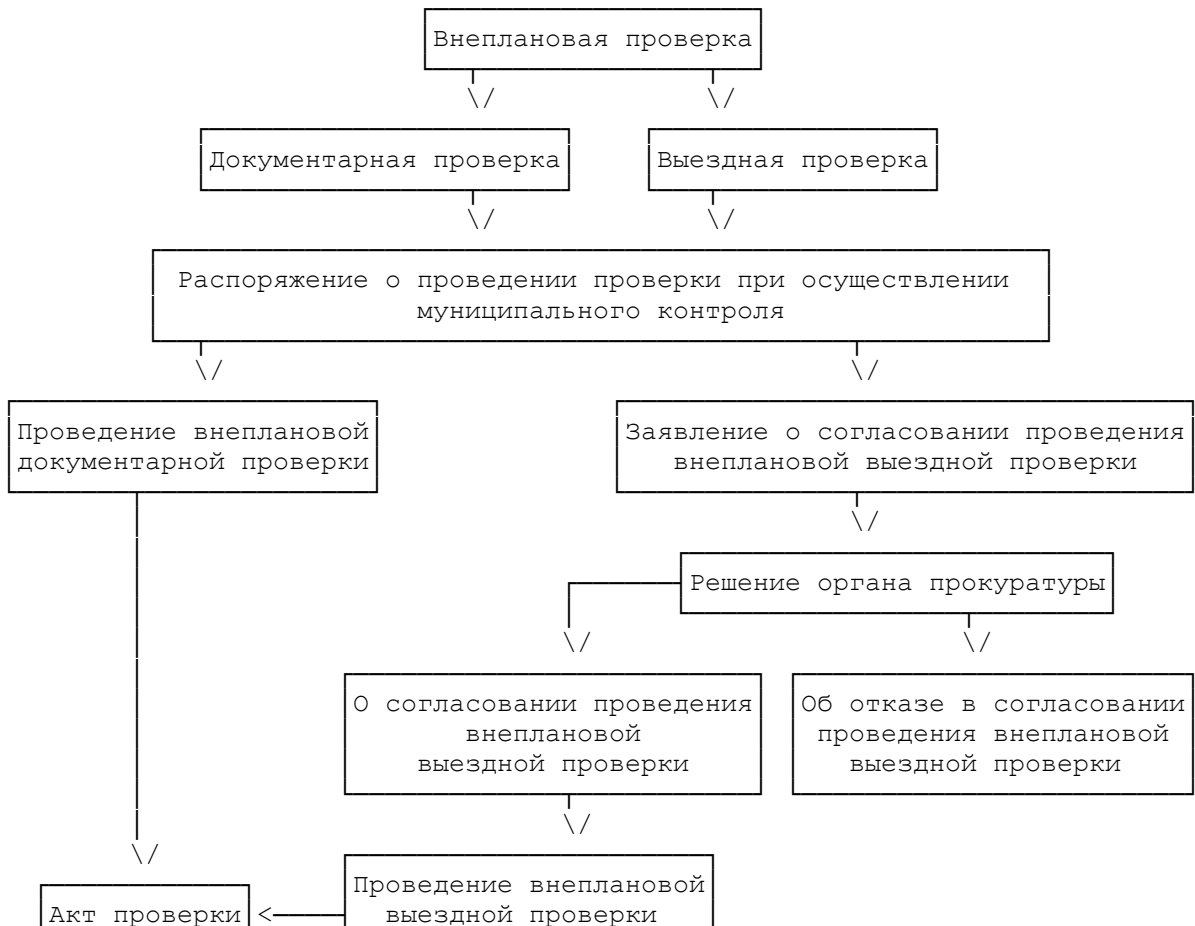 Внеплановая проверка
Документарная проверка
Выездная проверка
Распоряжение о проведении проверки при осуществлении
муниципального контроля
Проведение внеплановой
документарной проверки
Заявление о согласовании проведения
внеплановой выездной проверки
Решение органа прокуратуры
О согласовании проведения
внеплановой
выездной проверки
Об отказе в согласовании
проведения внеплановой
выездной проверки
Проведение внеплановой
выездной проверки
Акт проверки